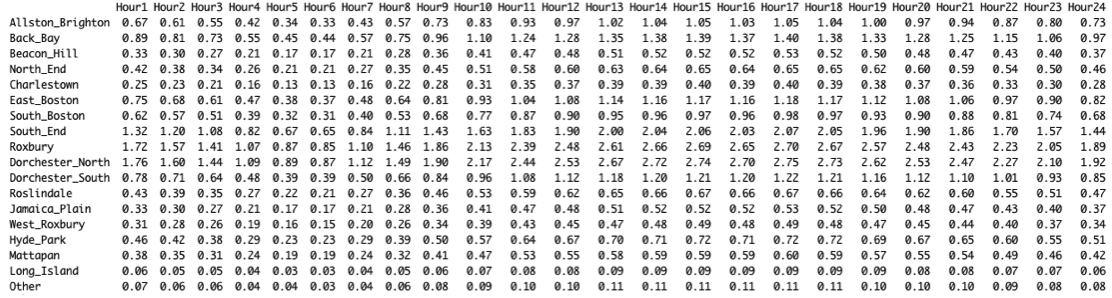 Hour1 Hour2 Hour3 Hour4 Hour5 Hour6 Hour7 Hour8 Hour9 Hour10 Hour11 Hour12 Hour13 Hour14 Hour15 Hour16 Hour17 Hour18 Hour19 Hour20 Hour21 Hour22 Hour23 Hour24
Allston_Brighton 0.67 0.61 0.55 0.42 0.34 0.33 0.43 0.57 0.73 0.83 0.93 0.97 1.02 1.04 1.05 1.03 1.05 1.04 1.00 0.97 0.94 0.87 0.80 0.73
Back_Bay 0.89 0.81 0.73 0.55 0.45 0.44 0.57 0.75 0.96 1.10 1.24 1.28 1.35 1.38 1.39 1.37 1.40 1.38 1.33 1.28 1.25 1.15 1.06 0.97
Beacon_Hill 0.33 0.30 0.27 0.21 0.17 0.17 0.21 0.28 0.36 0.41 0.47 0.48 0.51 0.52 0.52 0.52 0.53 0.52 0.50 0.48 0.47 0.43 0.40 0.37
North_End 0.42 0.38 0.34 0.26 0.21 0.21 0.27 0.35 0.45 0.51 0.58 0.60 0.63 0.64 0.65 0.64 0.65 0.65 0.62 0.60 0.59 0.54 0.50 0.46
Charlestown 0.25 0.23 0.21 0.16 0.13 0.13 0.16 0.22 0.28 0.31 0.35 0.37 0.39 0.39 0.40 0.39 0.40 0.39 0.38 0.37 0.36 0.33 0.30 0.28
East_Boston 0.75 0.68 0.61 0.47 0.38 0.37 0.48 0.64 0.81 0.93 1.04 1.08 1.14 1.16 1.17 1.16 1.18 1.17 1.12 1.08 1.06 0.97 0.90 0.82
South_Boston 0.62 0.57 0.51 0.39 0.32 0.31 0.40 0.53 0.68 0.77 0.87 0.90 0.95 0.96 0.97 0.96 0.98 0.97 0.93 0.90 0.88 0.81 0.74 0.68
South_End 1.32 1.20 1.08 0.82 0.67 0.65 0.84 1.11 1.43 1.63 1.83 1.90 2.00 2.04 2.06 2.03 2.07 2.05 1.96 1.90 1.86 1.70 1.57 1.44
Roxbury 1.72 1.57 1.41 1.07 0.87 0.85 1.10 1.46 1.86 2.13 2.39 2.48 2.61 2.66 2.69 2.65 2.70 2.67 2.57 2.48 2.43 2.23 2.05 1.89
Dorchester_North 1.76 1.60 1.44 1.09 0.89 0.87 1.12 1.49 1.90 2.17 2.44 2.53 2.67 2.72 2.74 2.70 2.75 2.73 2.62 2.53 2.47 2.27 2.10 1.92
Dorchester_South 0.78 0.71 0.64 0.48 0.39 0.39 0.50 0.66 0.84 0.96 1.08 1.12 1.18 1.20 1.21 1.20 1.22 1.21 1.16 1.12 1.10 1.01 0.93 0.85
Roslindale 0.43 0.39 0.35 0.27 0.22 0.21 0.27 0.36 0.46 0.53 0.59 0.62 0.65 0.66 0.67 0.66 0.67 0.66 0.64 0.62 0.60 0.55 0.51 0.47
Jamaica_Plain 0.33 0.30 0.27 0.21 0.17 0.17 0.21 0.28 0.36 0.41 0.47 0.48 0.51 0.52 0.52 0.52 0.53 0.52 0.50 0.48 0.47 0.43 0.40 0.37
West_Roxbury 0.31 0.28 0.26 0.19 0.16 0.15 0.20 0.26 0.34 0.39 0.43 0.45 0.47 0.48 0.49 0.48 0.49 0.48 0.47 0.45 0.44 0.40 0.37 0.34
Hyde_Park 0.46 0.42 0.38 0.29 0.23 0.23 0.29 0.39 0.50 0.57 0.64 0.67 0.70 0.71 0.72 0.71 0.72 0.72 0.69 0.67 0.65 0.60 0.55 0.51
Mattapan 0.38 0.35 0.31 0.24 0.19 0.19 0.24 0.32 0.41 0.47 0.53 0.55 0.58 0.59 0.59 0.59 0.60 0.59 0.57 0.55 0.54 0.49 0.46 0.42
Long_Island 0.06 0.05 0.05 0.04 0.03 0.03 0.04 0.05 0.06 0.07 0.08 0.08 0.09 0.09 0.09 0.09 0.09 0.09 0.09 0.08 0.08 0.07 0.07 0.06
Other 0.07 0.06 0.06 0.04 0.04 0.03 0.04 0.06 0.08 0.09 0.10 0.10 0.11 0.11 0.11 0.11 0.11 0.11 0.10 0.10 0.10 0.09 0.08 0.08